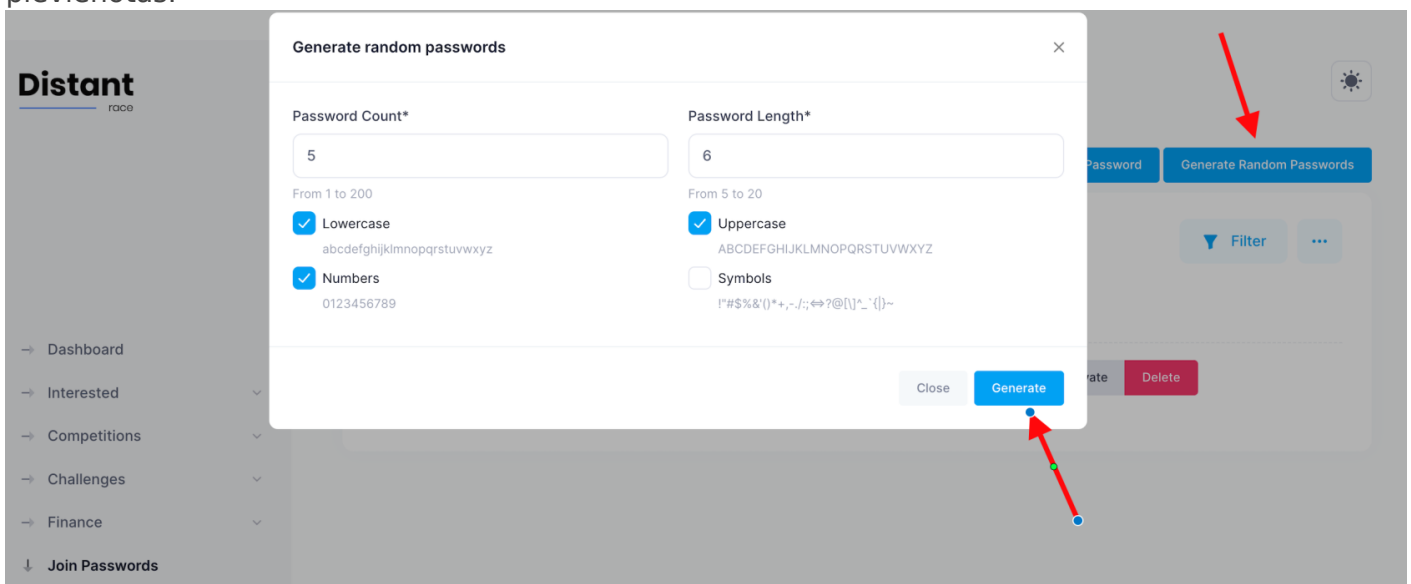 Generate random passwords
Distant
race
Password Count*
Password Length*
5
6
Password
Generate Random Passwords
From 1 to 200
From 5 to 20
Lowercase
Uppercase
Filter
abcdefghijklmnopqrstuvwxyz
ABCDEFGHIJKLMNOPQRSTUVWXYZ
Numbers
Symbols
0123456789
!"#$%&'()*+,-./:;⇔?@[\]^_`{|}~
Dashboard
Interested
Close
Generate
Delete
Competitions
Challenges
Finance
Join Passwords